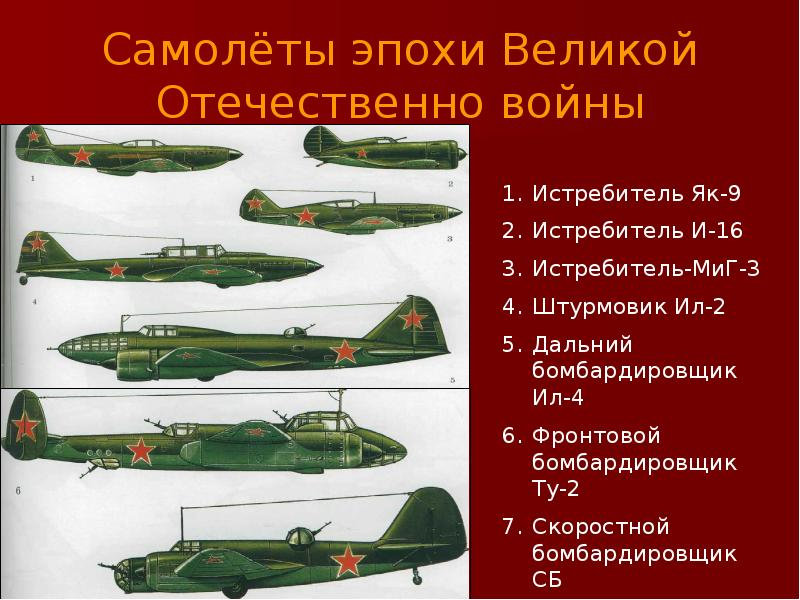 Самолёты эпохи Великой
Отечественно войны
1
2
3
4
5
6
1. Истребитель Як-9
2. Истребитель И-16
3. Истребитель-МиГ-3
4. Штурмовик Ил-2
5. Дальний
бомбардировщик
Ил-4
6. Фронтовой
бомбардировщик
Ту-2
7. Скоростной
бомбардировщик
СБ